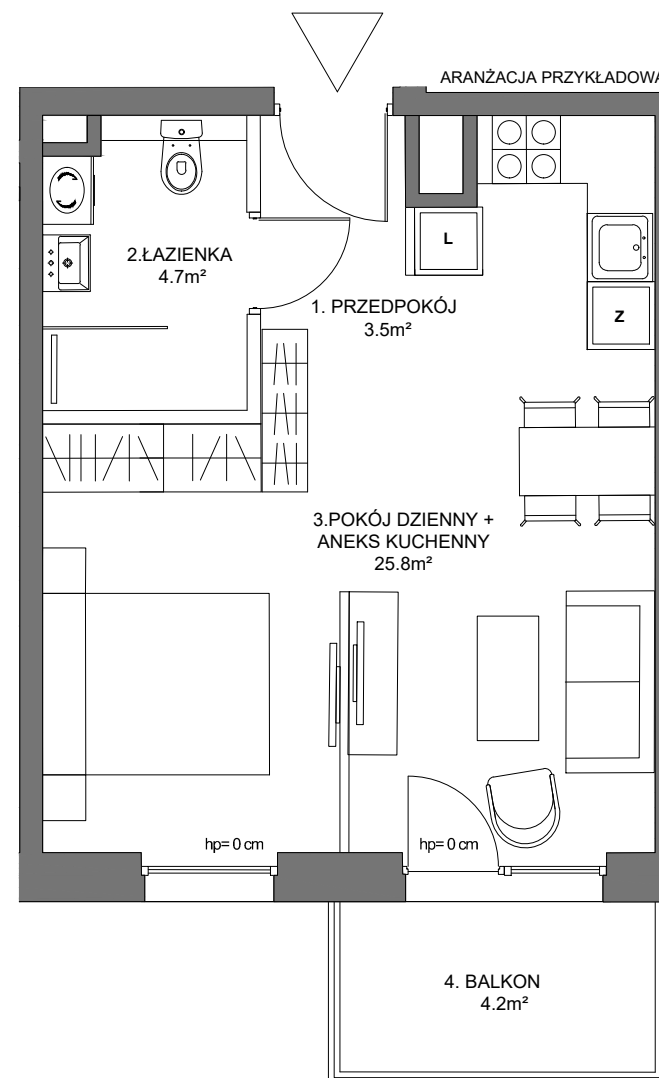 ARANŻACJA PRZYKŁADOWA
2.ŁAZIENKA
4.7m²
L
1. PRZEDPOKÓJ
3.5m²
Z
3.POKÓJ DZIENNY +
ANEKS KUCHENNY
25.8m²
hp= 0 cm
hp= 0 cm
4. BALKON
4.2m²